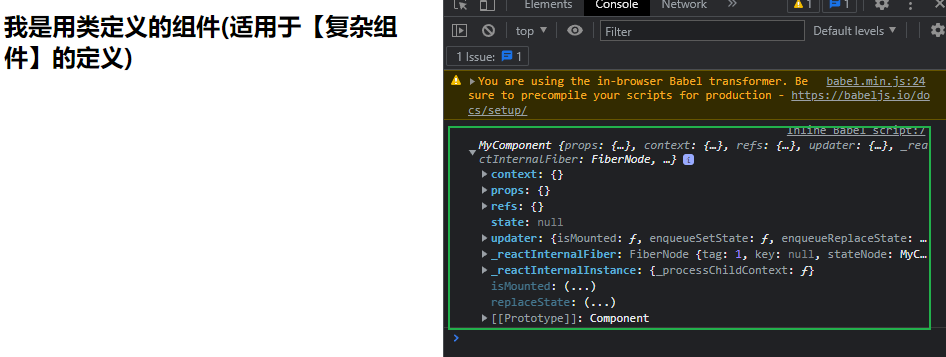 我是用类定义的组件(适用于【复杂组
件】的定义)
Elements Console Network » 1 1
top Filter Default levels
1 Issue: 1
You are using the in-browser Babel transformer. Be babel.min.js:24
sure to precompile your scripts for production - https://babeljs.io/do
cs/setup/
Inline Babel script:7
MyComponent {props: {…}, context: {…}, refs: {…}, updater: {…}, _re
actInternalFiber: FiberNode, …} i
context: {}
props: {}
refs: {}
state: null
updater: {isMounted: ƒ, enqueueSetState: ƒ, enqueueReplaceState: …
_reactInternalFiber: FiberNode {tag: 1, key: null, stateNode: MyC…
_reactInternalInstance: {_processChildContext: ƒ}
isMounted: (...)
replaceState: (...)
[[Prototype]]: Component